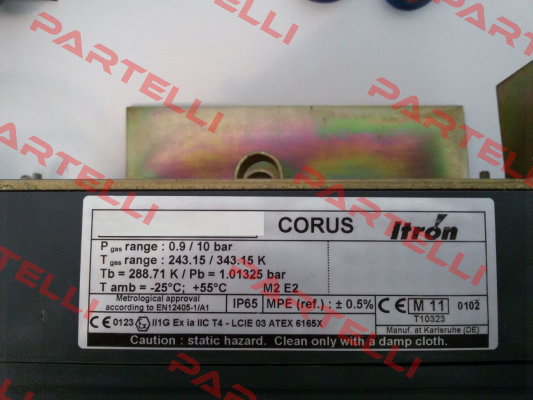 PARTELLI
PARTELLI
PARTELLI
PARTELLI
PARTELLI
PARTELLI
CORUS Itrón
P gas range : 0.9 / 10 bar
T gas range : 243.15 / 343.15 K
Tb = 288.71 K / Pb = 1.01325 bar
T amb = -25°C; +55°C M2 E2
Metrological approval
according to EN12405-1/A1
IP65
MPE (ref.) : ± 0.5%
CE M 11 0102
T10323
CE 0123 Ex II1G Ex ia IIC T4 - LCIE 03 ATEX 6165X
Manuf. at Karlsruhe (DE)
Caution : static hazard. Clean only with a damp cloth.